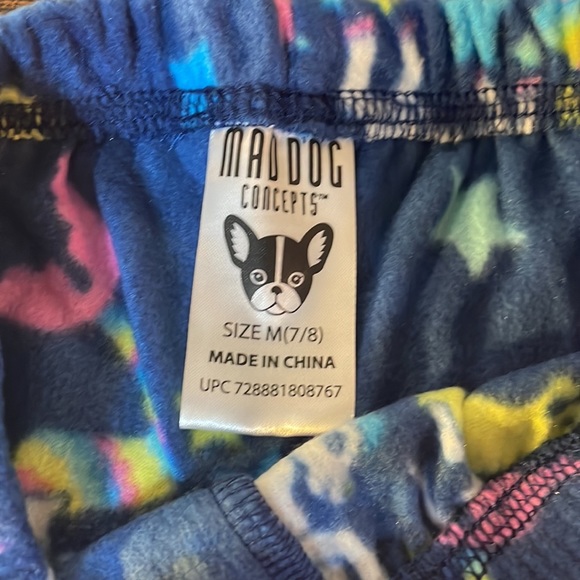 MAD DOG
CONCEPTS™
SIZE M(7/8)
MADE IN CHINA
UPC 728881808767